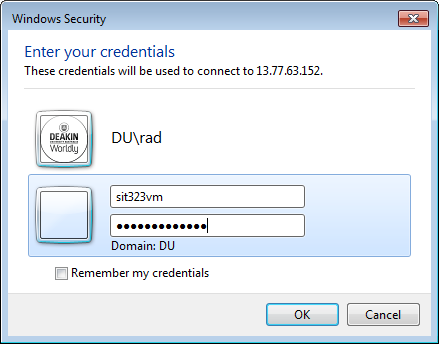 Windows Security
Enter your credentials
These credentials will be used to connect to 13.77.63.152.
DEAKIN
Worldly
DU\rad
sit323vm
●●●●●●●●●●●●●
Domain: DU
Remember my credentials
OK
Cancel